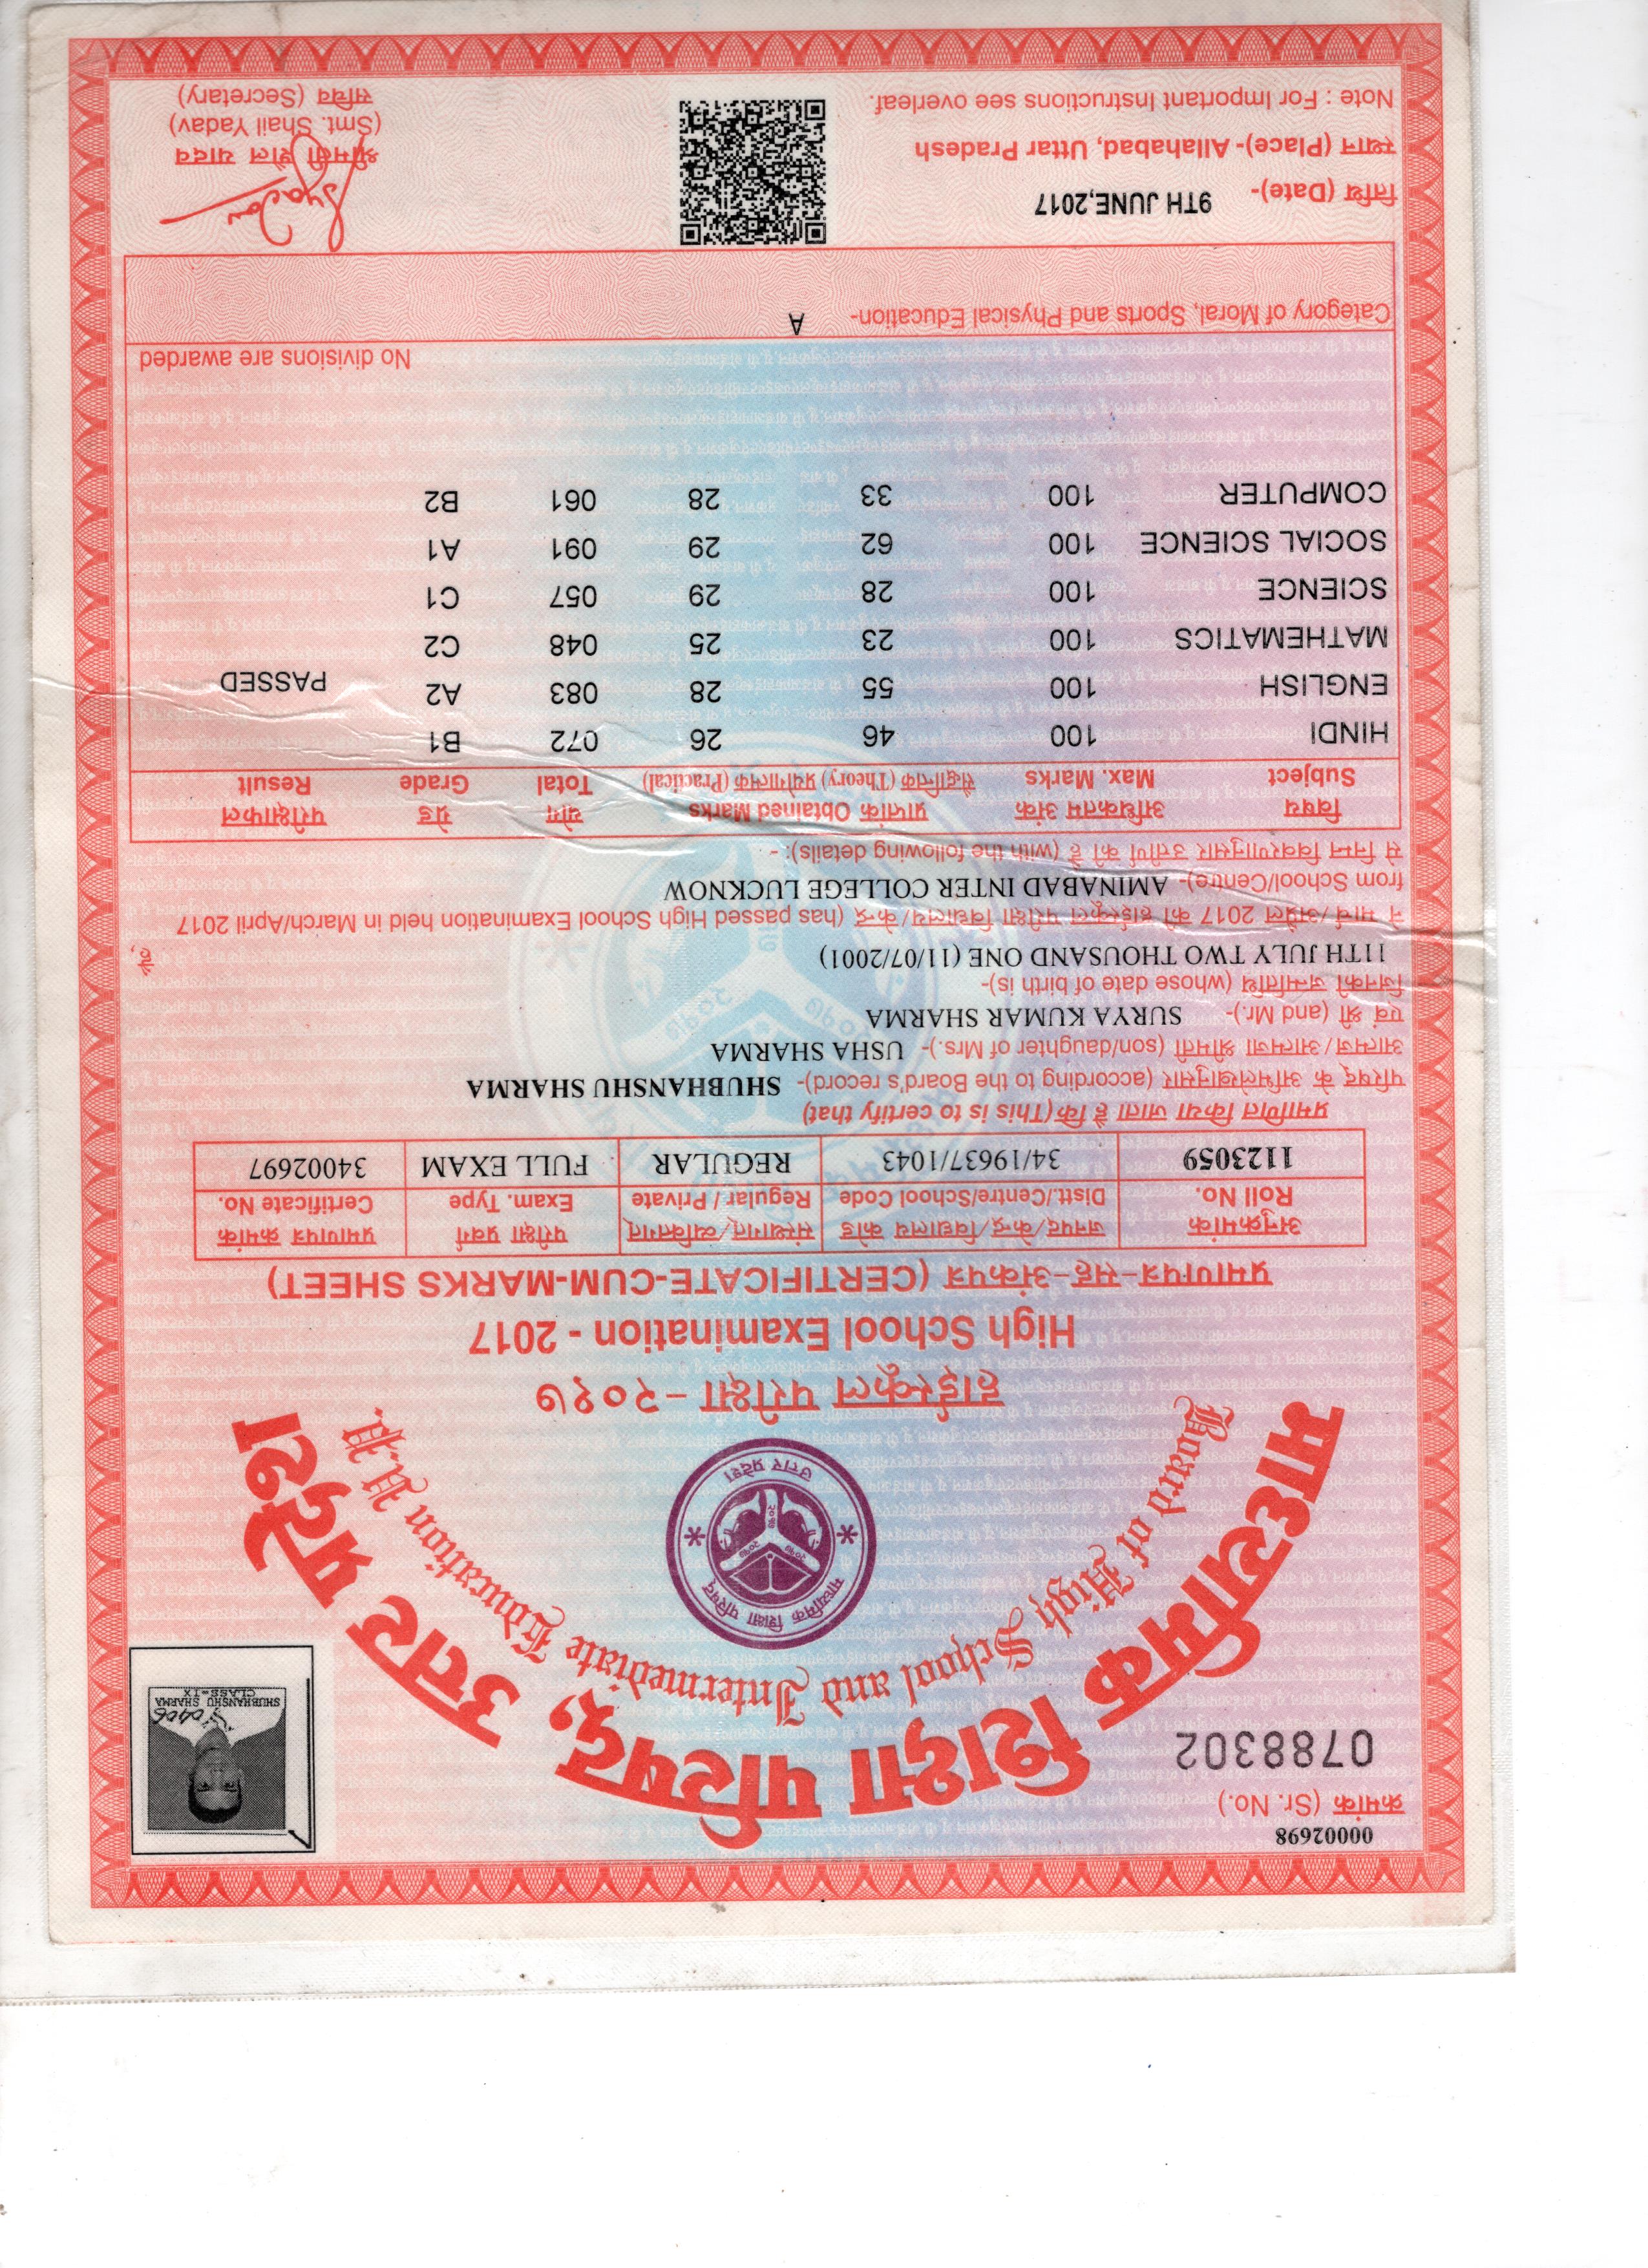 00002698
क्रमांक (Sr. No.)
0788302
माध्यमिक शिक्षा परिषद्, उत्तर प्रदेश
Board of High School and Intermediate Education U.P.
SHUBHANSHU SHARMA
CLASS-IX
माध्यमिक शिक्षा परिषद्
उत्तर प्रदेश
हाईस्कूल परीक्षा - २०१७
High School Examination - 2017
प्रमाणपत्र-सह-अंकपत्र (CERTIFICATE-CUM-MARKS SHEET)
अनुक्रमांक जनपद/केन्द्र/विद्यालय कोड संस्थागत/व्यक्तिगत परीक्षा प्रवर्ग प्रमाणपत्र क्रमांक
Roll No. Distt./Centre/School Code Regular / Private Exam. Type Certificate No.
1123059 34/19637/1043 REGULAR FULL EXAM 34002697
प्रमाणित किया जाता है कि (This is to certify that)
परिषद् के अभिलेखानुसार (according to the Board's record)- SHUBHANSHU SHARMA
आत्मज/आत्मजा श्रीमती (son/daughter of Mrs.)- USHA SHARMA
एवं श्री (and Mr.)- SURYA KUMAR SHARMA
जिनकी जन्मतिथि (whose date of birth is)-
11TH JULY TWO THOUSAND ONE (11/07/2001) है,
ने मार्च/अप्रैल 2017 की हाईस्कूल परीक्षा विद्यालय/केन्द्र (has passed High School Examination held in March/April 2017
from School/Centre)- AMINABAD INTER COLLEGE LUCKNOW
से निम्न विवरणानुसार उत्तीर्ण की है (with the following details): -
विषय अधिकतम अंक प्राप्तांक Obtained Marks योग ग्रेड परीक्षाफल
Subject Max. Marks सैद्धान्तिक (Theory) प्रयोगात्मक (Practical) Total Grade Result
HINDI 100 46 26 072 B1
ENGLISH 100 55 28 083 A2 PASSED
MATHEMATICS 100 23 25 048 C2
SCIENCE 100 28 29 057 C1
SOCIAL SCIENCE 100 62 29 091 A1
COMPUTER 100 33 28 061 B2
No divisions are awarded
Category of Moral, Sports and Physical Education- A
तिथि (Date)- 9TH JUNE,2017
स्थान (Place)- Allahabad, Uttar Pradesh
Note : For Important Instructions see overleaf.
श्रीमती शैल यादव
(Smt. Shail Yadav)
सचिव (Secretary)